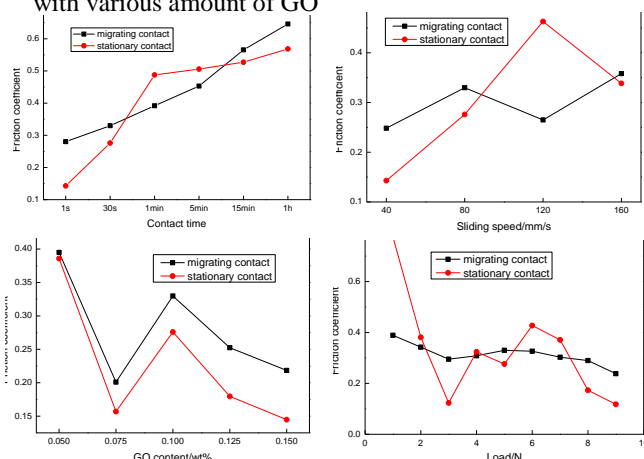 with various amount of GO
migrating contact
stationary contact
Friction coefficient
0.6
0.5
0.4
0.3
0.2
0.1
1s 30s 1min 5min 15min 1h
Contact time
migrating contact
stationary contact
Friction coefficient
0.4
0.3
0.2
0.1
40 80 120 160
Sliding speed/mm/s
migrating contact
stationary contact
0.40
0.35
0.30
0.25
0.20
0.15
0.050 0.075 0.100 0.125 0.150
GO content/wt%
migrating contact
stationary contact
Friction coefficient
0.6
0.4
0.2
0.0
0 2 4 6 8
Load/N